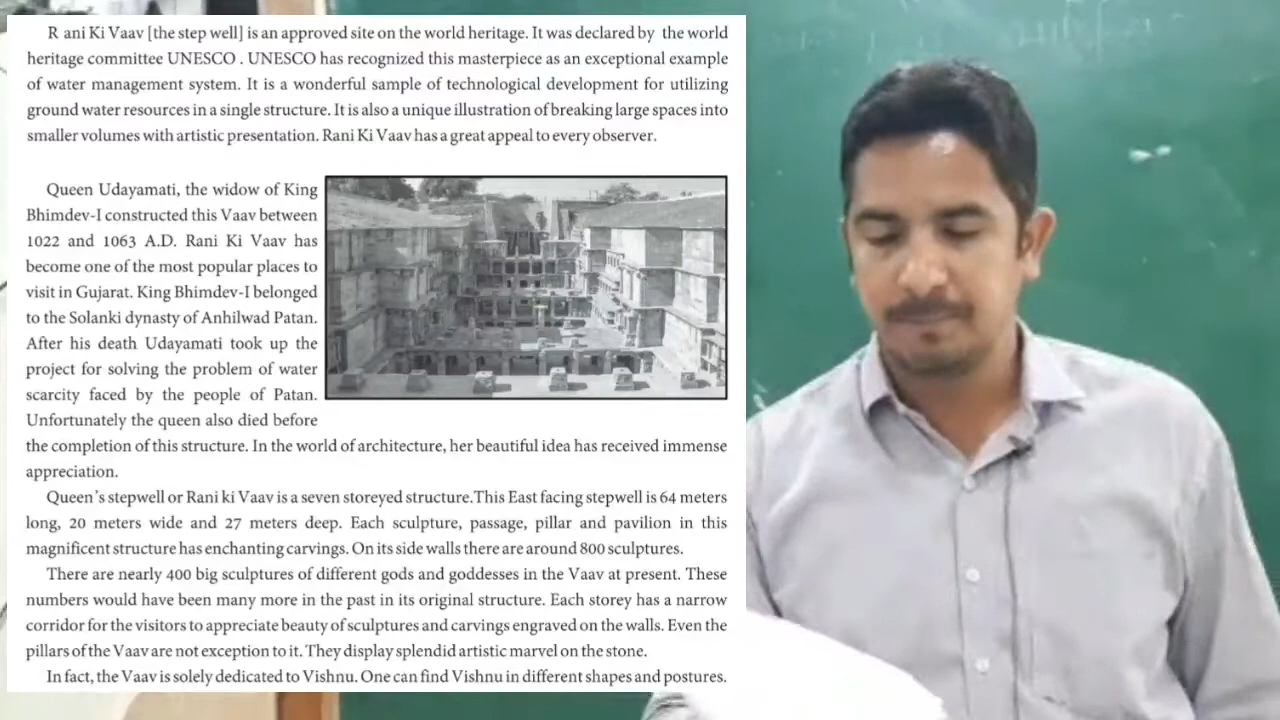 R ani Ki Vaav [the step well] is an approved site on the world heritage. It was declared by the world
heritage committee UNESCO . UNESCO has recognized this masterpiece as an exceptional example
of water management system. It is a wonderful sample of technological development for utilizing
ground water resources in a single structure. It is also a unique illustration of breaking large spaces into
smaller volumes with artistic presentation. Rani Ki Vaav has a great appeal to every observer.
Queen Udayamati, the widow of King
Bhimdev-I constructed this Vaav between
1022 and 1063 A.D. Rani Ki Vaav has
become one of the most popular places to
visit in Gujarat. King Bhimdev-I belonged
to the Solanki dynasty of Anhilwad Patan.
After his death Udayamati took up the
project for solving the problem of water
scarcity faced by the people of Patan.
Unfortunately the queen also died before
the completion of this structure. In the world of architecture, her beautiful idea has received immense
appreciation.
Queen's stepwell or Rani ki Vaav is a seven storeyed structure.This East facing stepwell is 64 meters
long, 20 meters wide and 27 meters deep. Each sculpture, passage, pillar and pavilion in this
magnificent structure has enchanting carvings. On its side walls there are around 800 sculptures.
There are nearly 400 big sculptures of different gods and goddesses in the Vaav at present. These
numbers would have been many more in the past in its original structure. Each storey has a narrow
corridor for the visitors to appreciate beauty of sculptures and carvings engraved on the walls. Even the
pillars of the Vaav are not exception to it. They display splendid artistic marvel on the stone.
In fact, the Vaav is solely dedicated to Vishnu. One can find Vishnu in different shapes and postures.